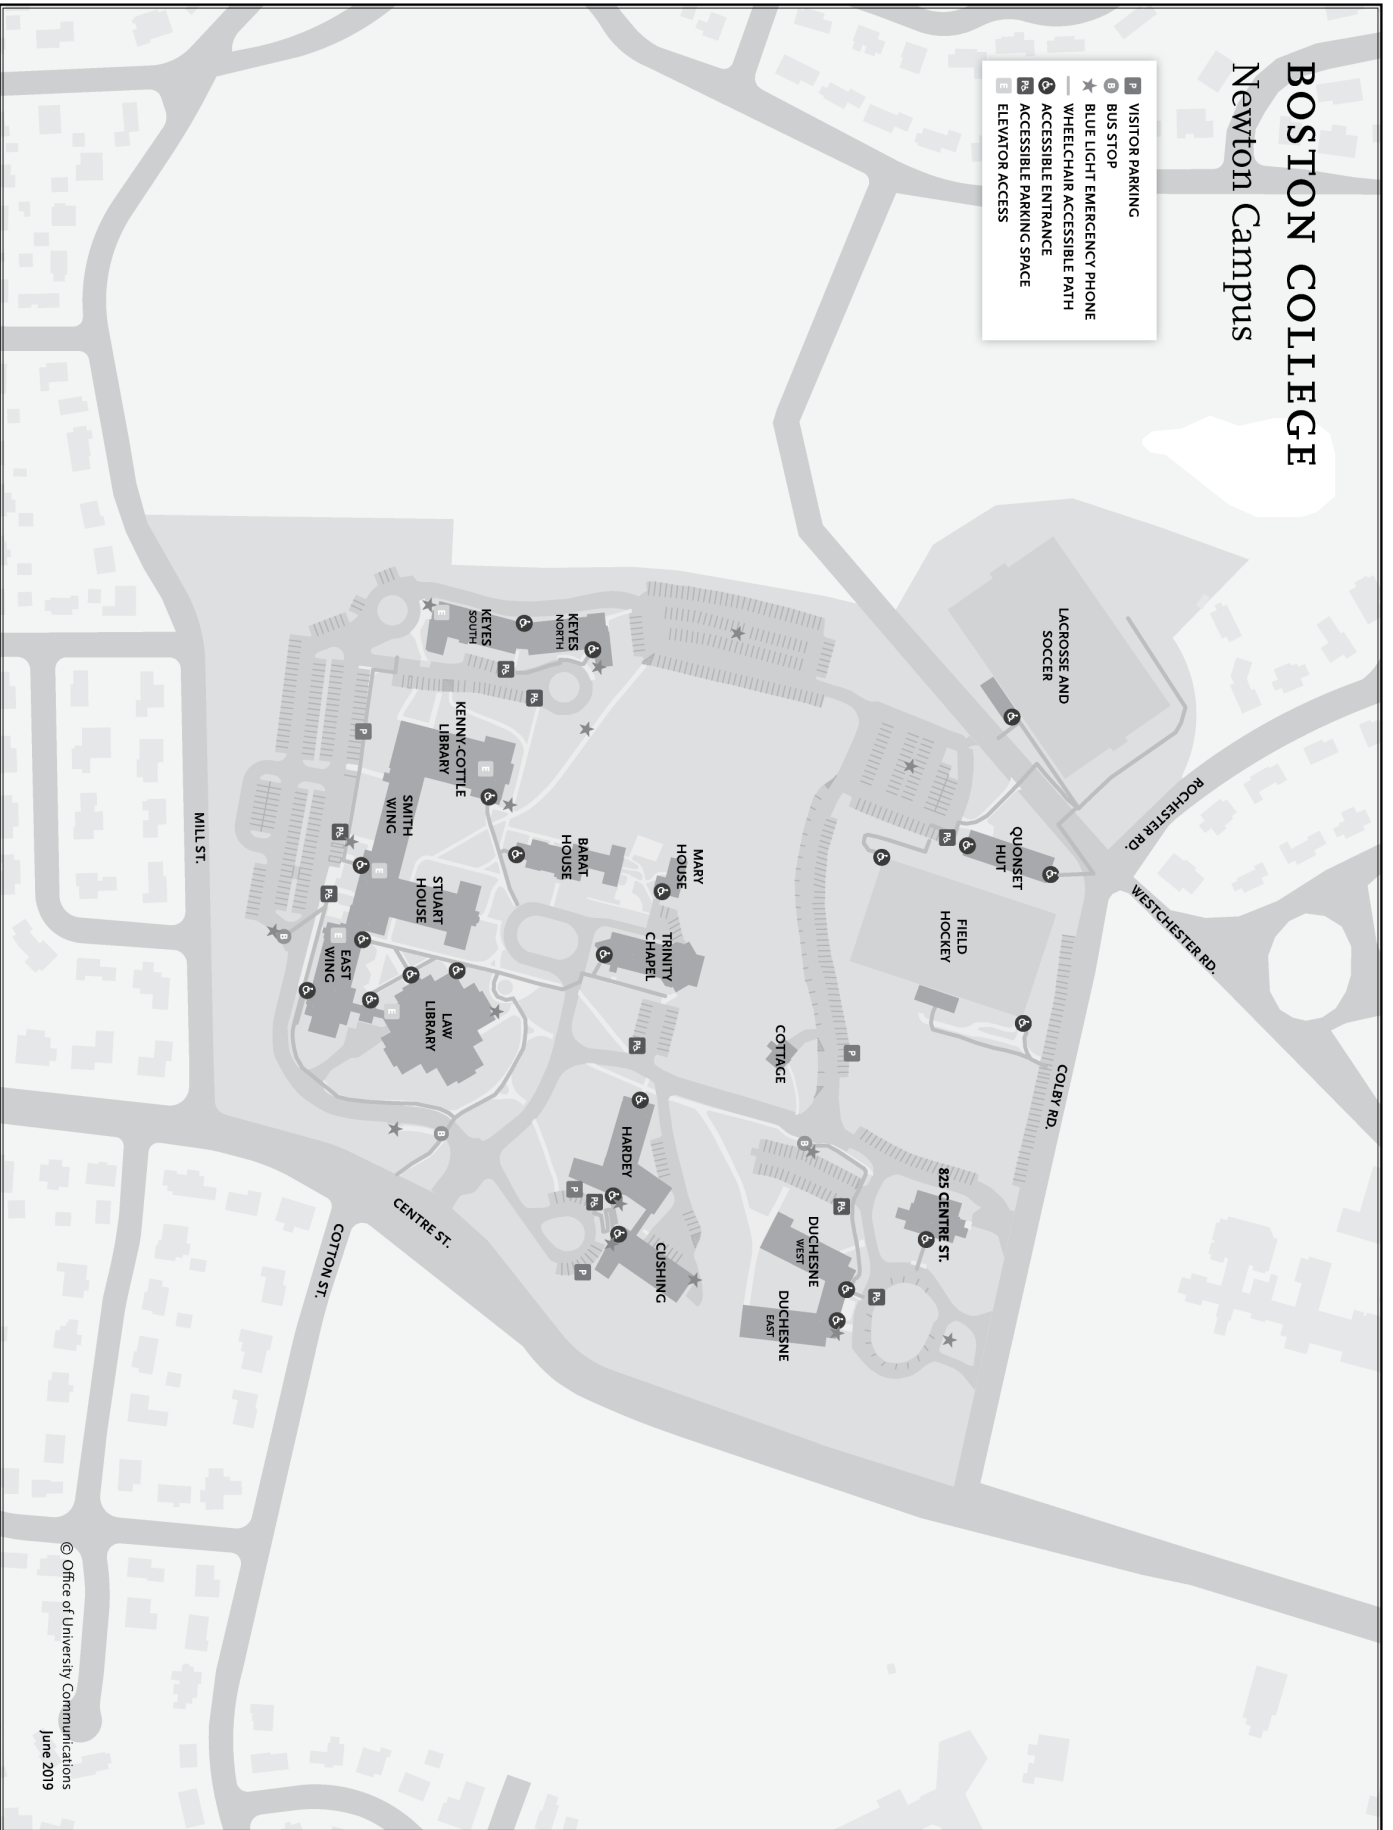 BOSTON COLLEGE
Newton Campus
P VISITOR PARKING
B BUS STOP
BLUE LIGHT EMERGENCY PHONE
WHEELCHAIR ACCESSIBLE PATH
ACCESSIBLE ENTRANCE
P ACCESSIBLE PARKING SPACE
E ELEVATOR ACCESS
ROCHESTER RD.
WESTCHESTER RD.
LACROSSE AND
SOCCER
QUONSET
HUT
FIELD
HOCKEY
COLBY RD.
825 CENTRE ST.
P
P
P
COTTAGE
B
P
DUCHESNE
WEST
DUCHESNE
EAST
P
MARY
HOUSE
TRINITY
CHAPEL
P
CUSHING
HARDEY
P
P
P
KEYES
NORTH
KEYES
SOUTH
E
P
P
BARAT
HOUSE
KENNY-COTTLE
LIBRARY
E
SMITH
WING
STUART
HOUSE
E
LAW
LIBRARY
E
EAST
WING
E
P
P
P
B
B
MILL ST.
CENTRE ST.
COTTON ST.
© Office of University Communications
June 2019